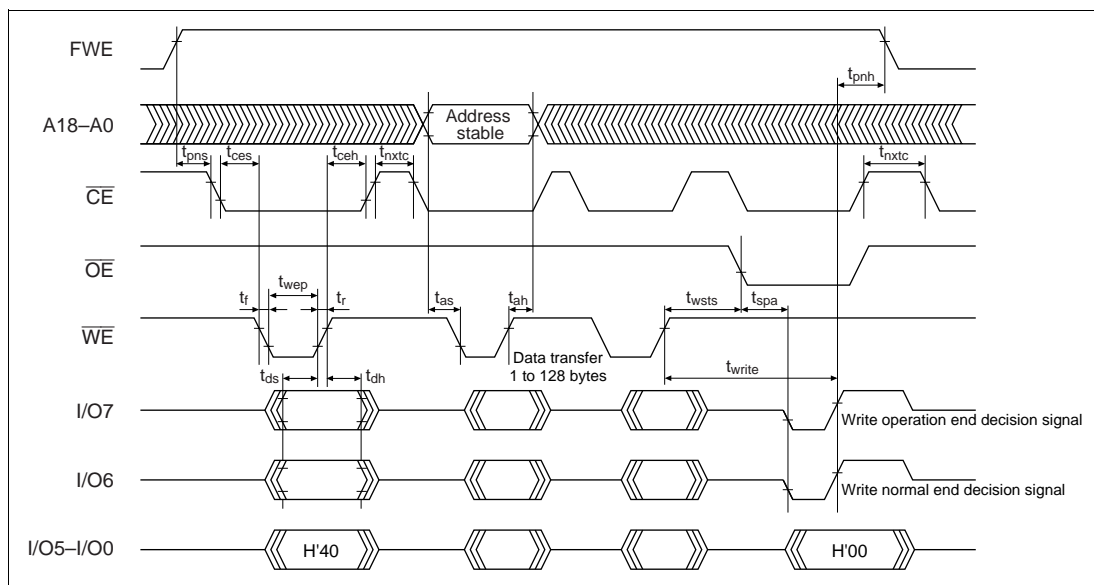 FWE
tpnh
A18–A0
Address
stable
tpns
tces
tceh
tnxtc
tnxtc
CE
OE
tf
twep
tr
tas
tah
twsts
tspa
WE
Data transfer
1 to 128 bytes
tds
tdh
twrite
I/O7
Write operation end decision signal
I/O6
Write normal end decision signal
I/O5–I/O0
H'40
H'00